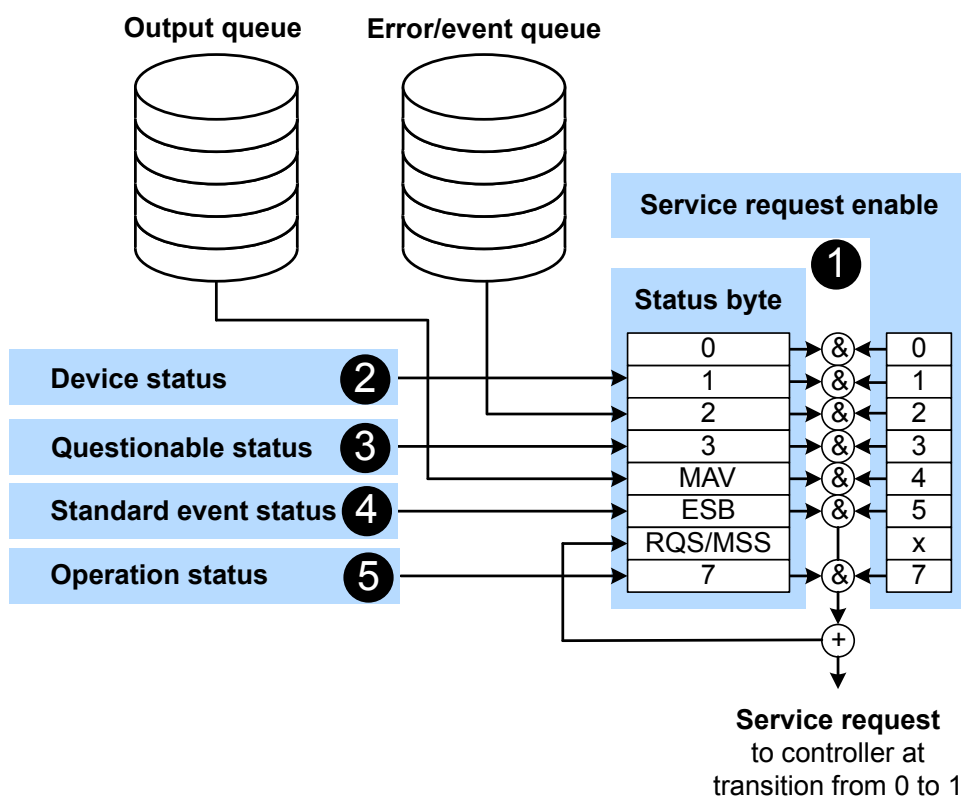 Output queue
Error/event queue
Service request enable
1
Status byte
0 & 0
Device status 2 1 & 1
2 & 2
Questionable status 3 3 & 3
MAV & 4
Standard event status 4 ESB & 5
RQS/MSS x
Operation status 5 7 & 7
+
Service request
to controller at
transition from 0 to 1